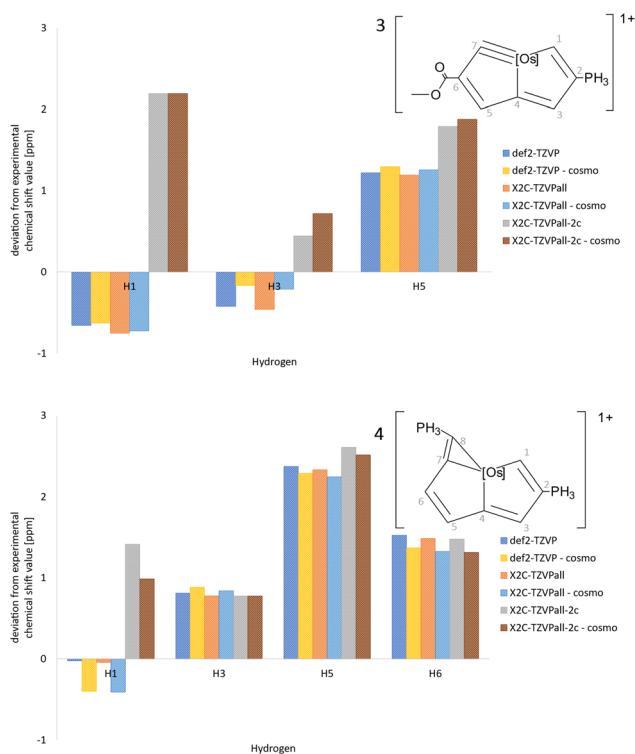 3
1+
7
[Os]
1
2
PH3
O
O
6
5
4
3
3
2
1
0
-1
deviation from experimental
chemical shift value [ppm]
H1
H3
H5
Hydrogen
def2-TZVP
def2-TZVP - cosmo
X2C-TZVPall
X2C-TZVPall - cosmo
X2C-TZVPall-2c
X2C-TZVPall-2c - cosmo
4
1+
PH3
8
7
[Os]
1
2
PH3
6
5
4
3
3
2
1
0
-1
deviation from experimental
chemical shift value [ppm]
H1
H3
H5
H6
Hydrogen
def2-TZVP
def2-TZVP - cosmo
X2C-TZVPall
X2C-TZVPall - cosmo
X2C-TZVPall-2c
X2C-TZVPall-2c - cosmo